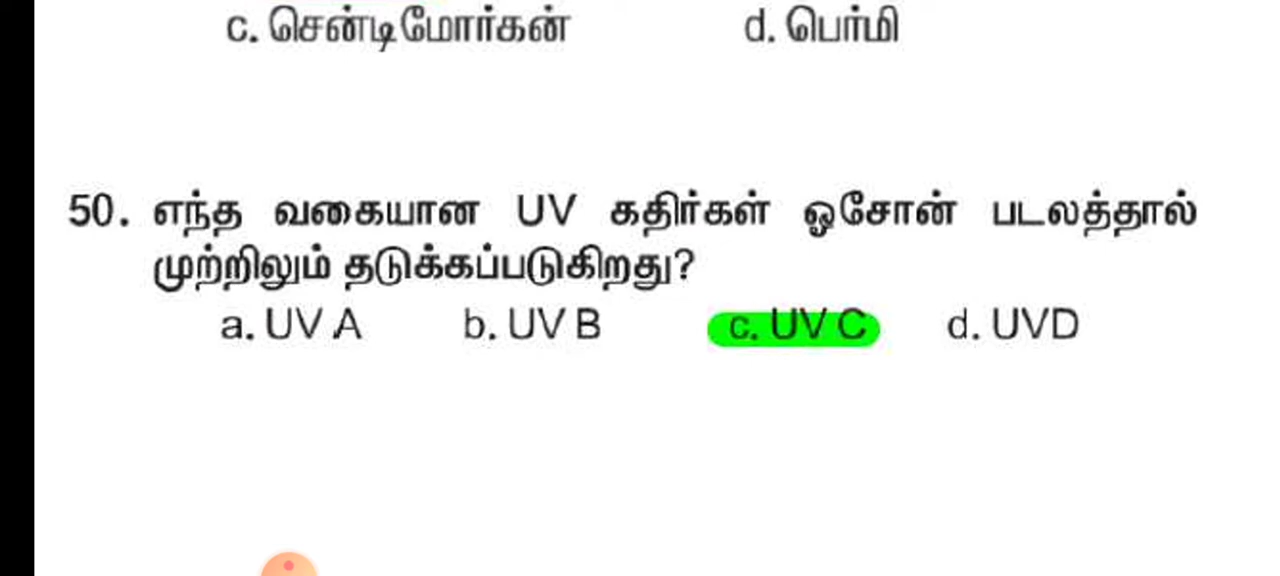 c. சென்டிமோர்கன் d. பெர்மி
50. எந்த வகையான UV கதிர்கள் ஓசோன் படலத்தால்
முற்றிலும் தடுக்கப்படுகிறது?
a. UV A b. UV B c. UV C d. UVD